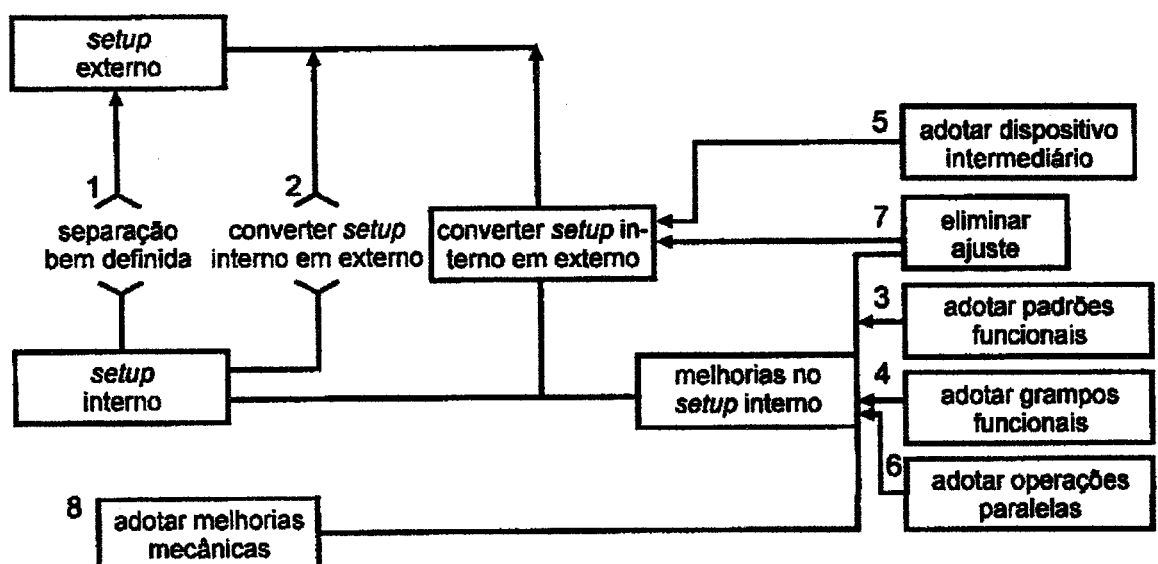 setup
externo
1
separação
bem definida
2
converter setup
interno em externo
converter setup in-
terno em externo
5
adotar dispositivo
intermediário
7
eliminar
ajuste
3
adotar padrões
funcionais
setup
interno
melhorias no
setup interno
4
adotar grampos
funcionais
6
adotar operações
paralelas
8
adotar melhorias
mecânicas